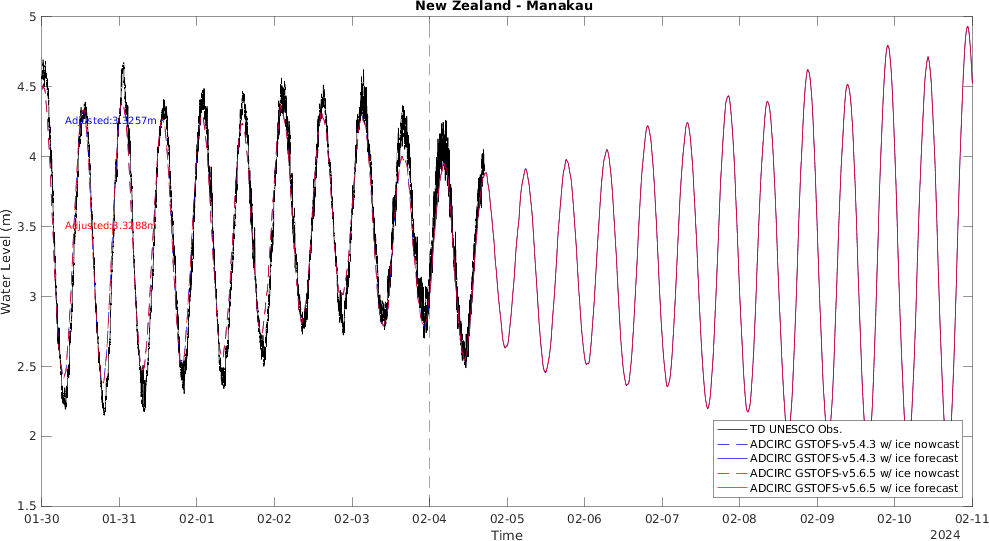 New Zealand - Manakau
5
4.5
4
3.5
3
2.5
2
1.5
Water Level (m)
Adjusted:3.3257m
Adjusted:3.3288m
TD UNESCO Obs.
ADCIRC GSTOFS-v5.4.3 w/ ice nowcast
ADCIRC GSTOFS-v5.4.3 w/ ice forecast
ADCIRC GSTOFS-v5.6.5 w/ ice nowcast
ADCIRC GSTOFS-v5.6.5 w/ ice forecast
01-30 01-31 02-01 02-02 02-03 02-04 02-05 02-06 02-07 02-08 02-09 02-10 02-11
Time
2024